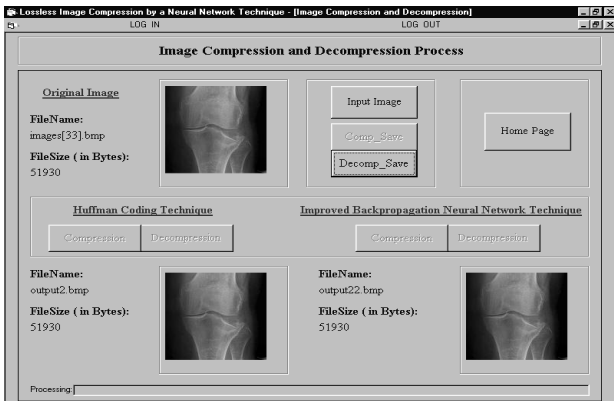 Lossless Image Compression by a Neural Network Technique - [Image Compression and Decompression]
LOG IN LOG OUT
Image Compression and Decompression Process
Original Image
FileName:
images[33].bmp
FileSize ( in Bytes):
51930
Input Image
Comp_Save
Decomp_Save
Home Page
Huffman Coding Technique
Compression Decompression
Improved Backpropagation Neural Network Technique
Compression Decompression
FileName:
output2.bmp
FileSize ( in Bytes):
51930
FileName:
output22.bmp
FileSize ( in Bytes):
51930
Processing: